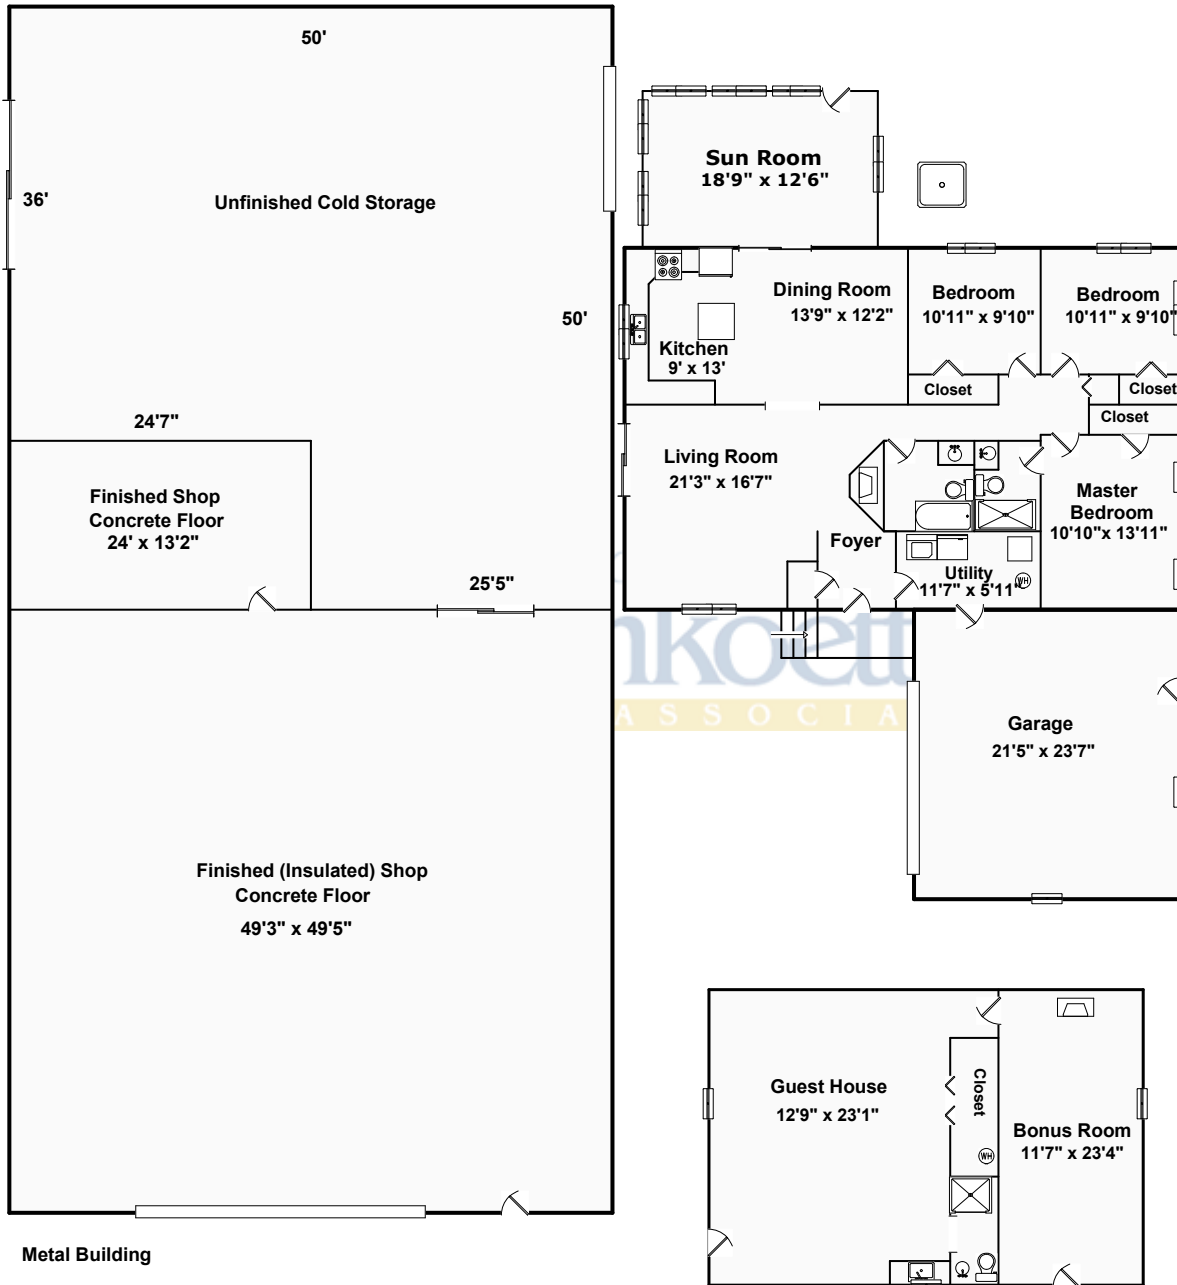 50'
36'
Unfinished Cold Storage
50'
24'7"
Finished Shop
Concrete Floor
24' x 13'2"
25'5"
Finished (Insulated) Shop
Concrete Floor
49'3" x 49'5"
Metal Building
Sun Room
18'9" x 12'6"
Dining Room
13'9" x 12'2"
Kitchen
9' x 13'
Bedroom
10'11" x 9'10"
Bedroom
10'11" x 9'10"
Closet
Closet
Closet
Living Room
21'3" x 16'7"
Master
Bedroom
10'10"x 13'11"
Foyer
Utility
11'7" x 5'11"
WH
nkoett
ASSOCIA
Garage
21'5" x 23'7"
Guest House
12'9" x 23'1"
Closet
WH
Bonus Room
11'7" x 23'4"